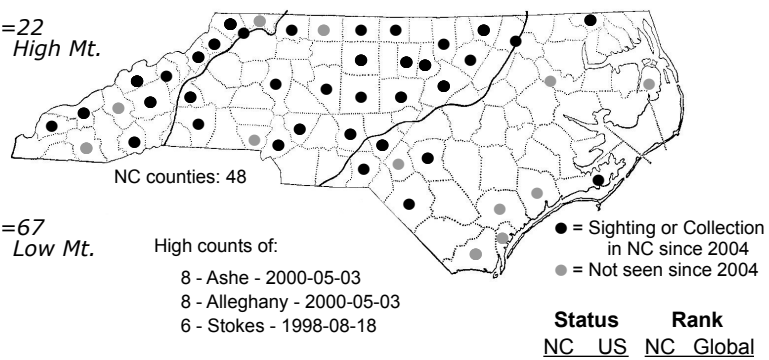 =22
High Mt.
NC counties: 48
=67
Low Mt.
High counts of:
8 - Ashe - 2000-05-03
8 - Alleghany - 2000-05-03
6 - Stokes - 1998-08-18
= Sighting or Collection
in NC since 2004
= Not seen since 2004
Status Rank
NC US NC Global